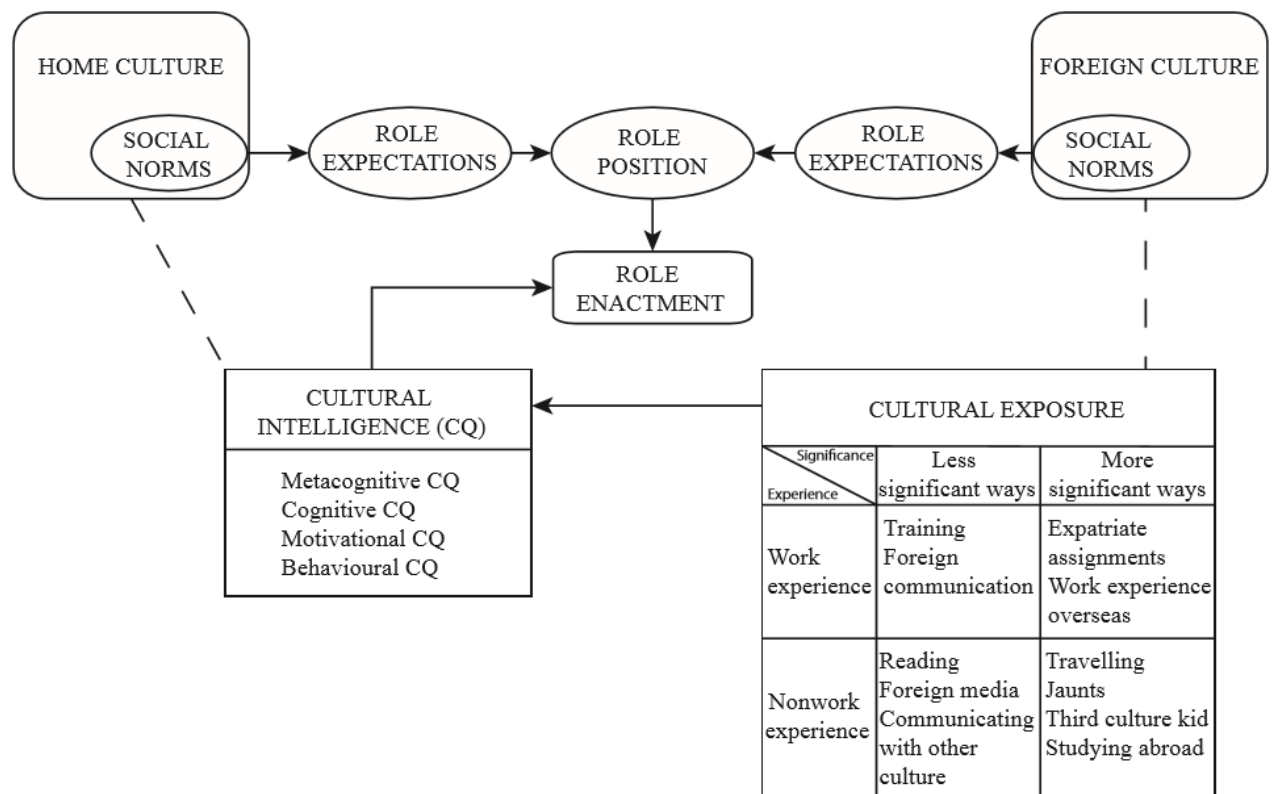 HOME CULTURE
SOCIAL
NORMS
ROLE
EXPECTATIONS
ROLE
POSITION
ROLE
EXPECTATIONS
FOREIGN CULTURE
SOCIAL
NORMS
ROLE
ENACTMENT
CULTURAL
INTELLIGENCE (CQ)
Metacognitive CQ
Cognitive CQ
Motivational CQ
Behavioural CQ
CULTURAL EXPOSURE
Significance
Experience
Less
significant ways
More
significant ways
Work
experience
Training
Foreign
communication
Expatriate
assignments
Work experience
overseas
Nonwork
experience
Reading
Foreign media
Communicating
with other
culture
Travelling
Jaunts
Third culture kid
Studying abroad